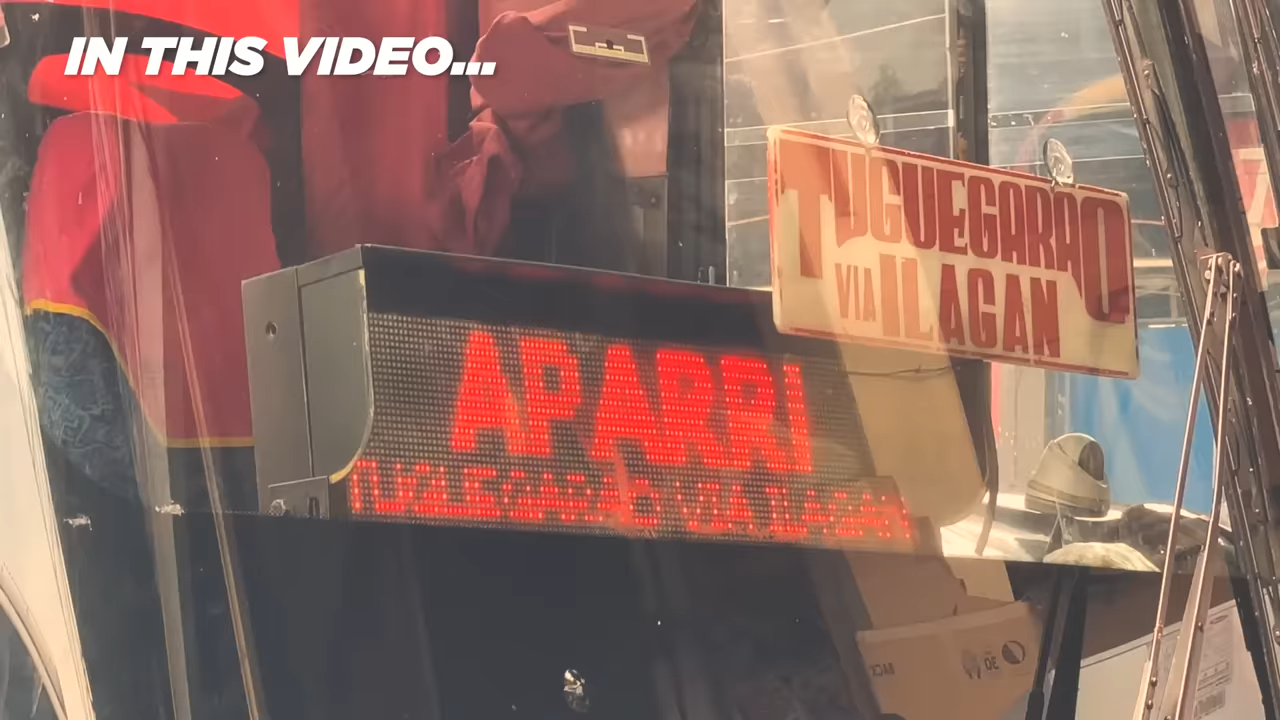 IN THIS VIDEO...
TUGUEGARAO
VIA ILAGAN
APARRI
TUGUEGARAO VIA ILAGAN